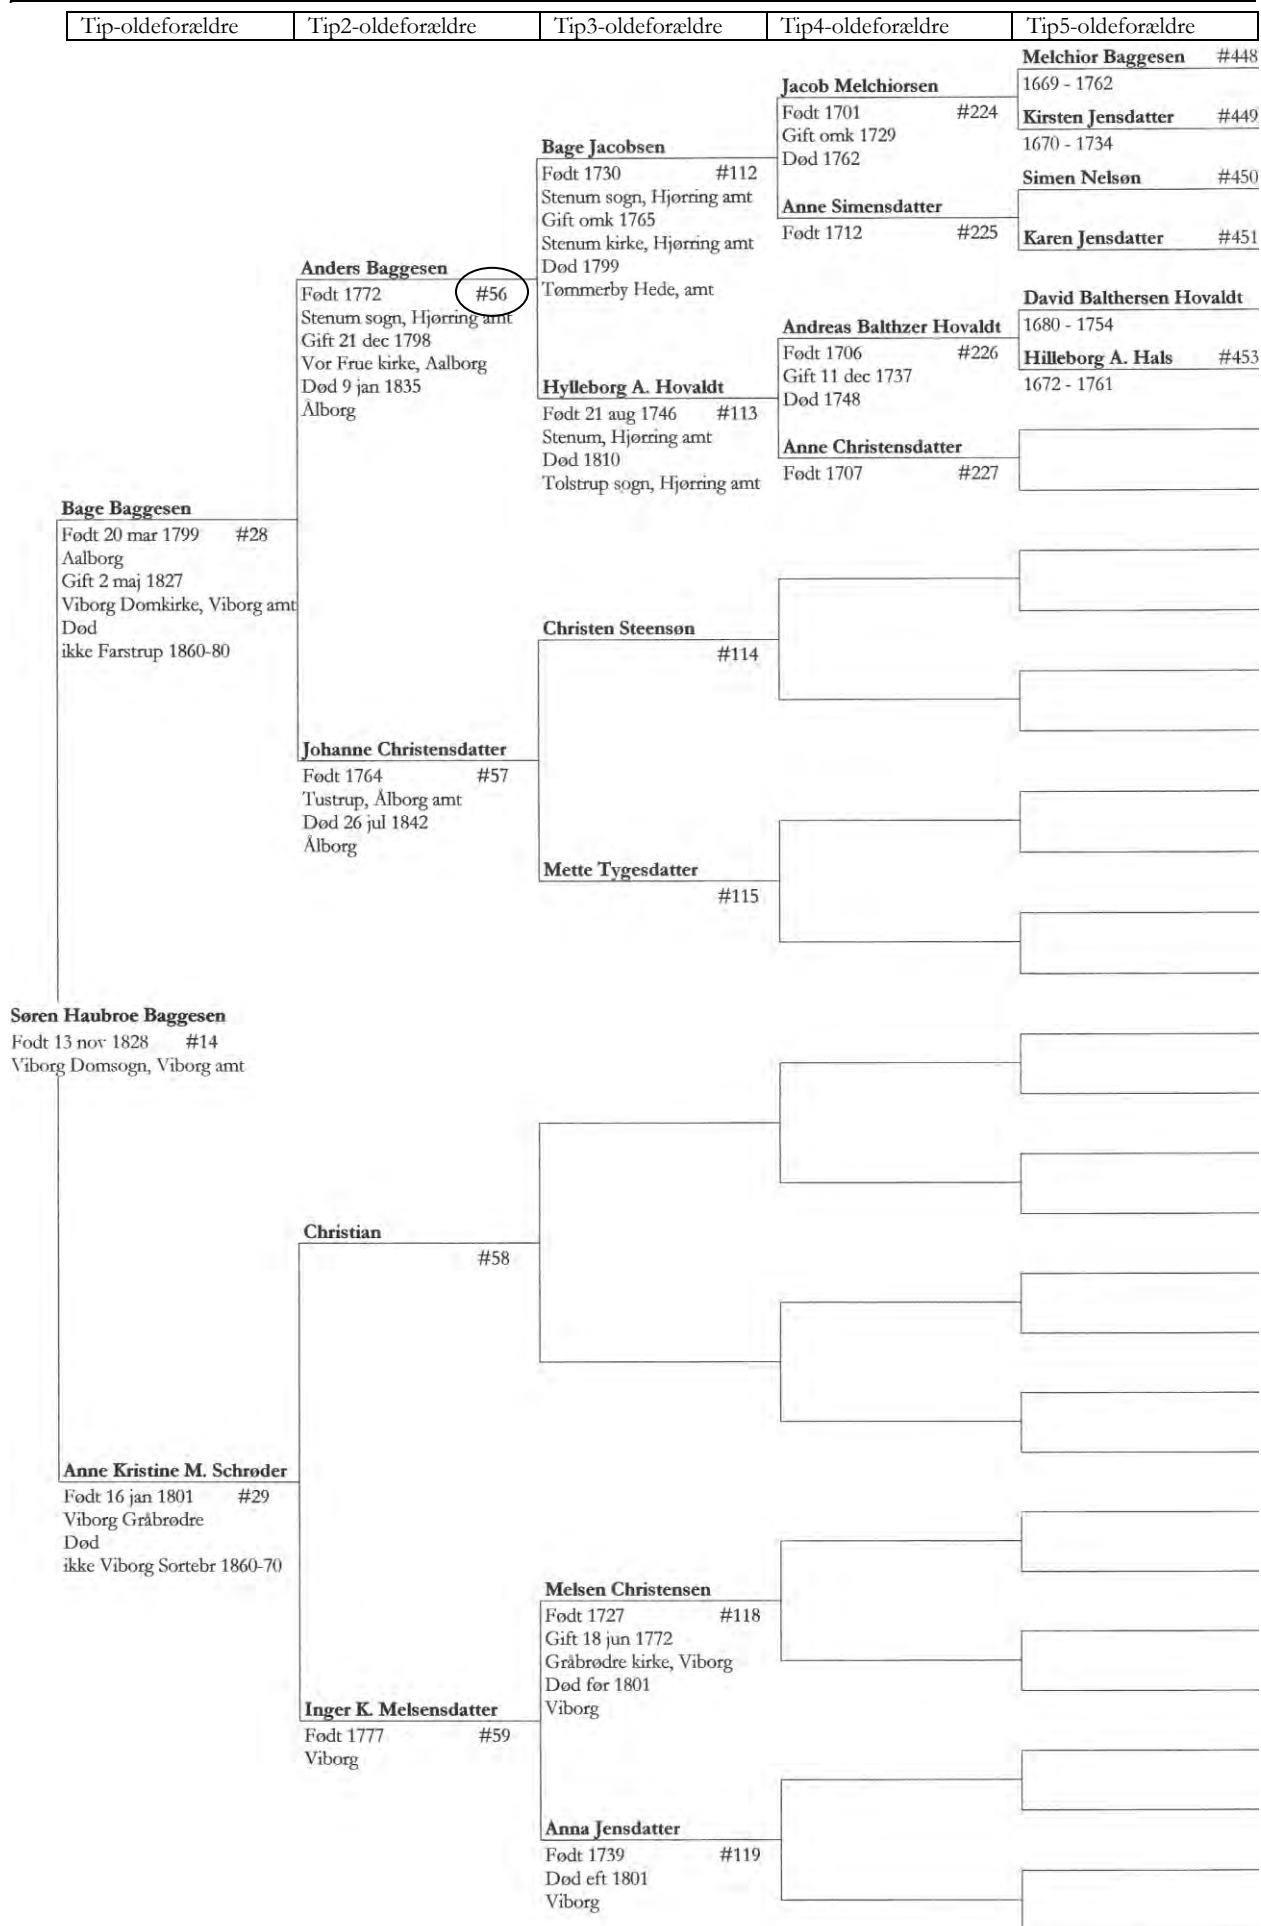 Tip-oldeforældre Tip2-oldeforældre Tip3-oldeforældre Tip4-oldeforældre Tip5-oldeforældre
Melchior Baggesen #448
1669 - 1762
Jacob Melchiorsen
Født 1701 #224
Gift omk 1729
Død 1762
Kirsten Jensdatter #449
1670 - 1734
Bage Jacobsen
Født 1730 #112
Stenum sogn, Hjørring amt
Gift omk 1765
Stenum kirke, Hjørring amt
Død 1799
Tømmerby Hede, amt
Simen Nelsøn #450
Anne Simensdatter
Født 1712 #225
Karen Jensdatter #451
Anders Baggesen
Født 1772 #56
Stenum sogn, Hjørring amt
Gift 21 dec 1798
Vor Frue kirke, Aalborg
Død 9 jan 1835
Ålborg
David Balthersen Hovaldt
1680 - 1754
Andreas Balthzer Hovaldt
Født 1706 #226
Gift 11 dec 1737
Død 1748
Hilleborg A. Hals #453
1672 - 1761
Hylleborg A. Hovaldt
Født 21 aug 1746 #113
Stenum, Hjørring amt
Død 1810
Tolstrup sogn, Hjørring amt
Anne Christensdatter
Født 1707 #227
Bage Baggesen
Født 20 mar 1799 #28
Aalborg
Gift 2 maj 1827
Viborg Domkirke, Viborg amt
Død
ikke Farstrup 1860-80
Christen Steensøn
#114
Johanne Christensdatter
Født 1764 #57
Tustrup, Ålborg amt
Død 26 jul 1842
Ålborg
Mette Tygesdatter
#115
Søren Haubroe Baggesen
Fodt 13 nov 1828 #14
Viborg Domsogn, Viborg amt
Christian
#58
Anne Kristine M. Schrøder
Født 16 jan 1801 #29
Viborg Gråbrødre
Død
ikke Viborg Sortebr 1860-70
Melsen Christensen
Født 1727 #118
Gift 18 jun 1772
Gråbrødre kirke, Viborg
Død før 1801
Viborg
Inger K. Melsensdatter
Født 1777 #59
Viborg
Anna Jensdatter
Født 1739 #119
Død eft 1801
Viborg